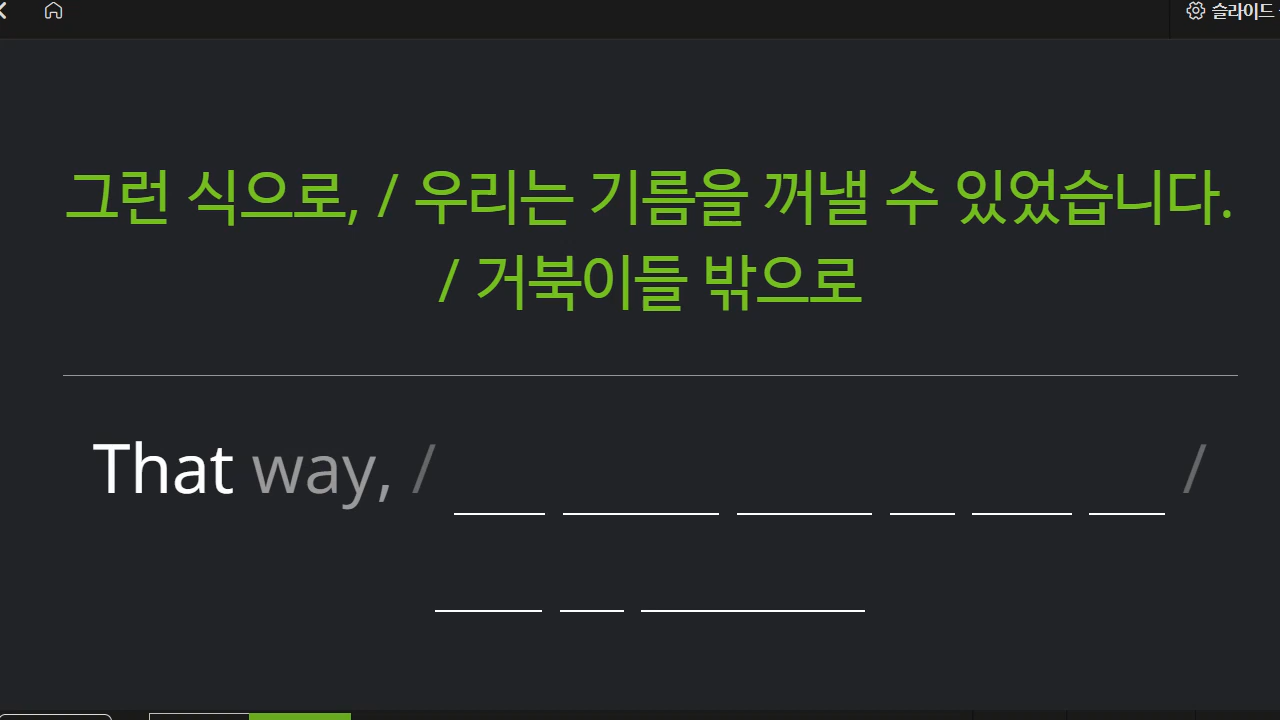 슬라이드
그런 식으로, / 우리는 기름을 꺼낼 수 있었습니다.
/ 거북이들 밖으로
That way, / /